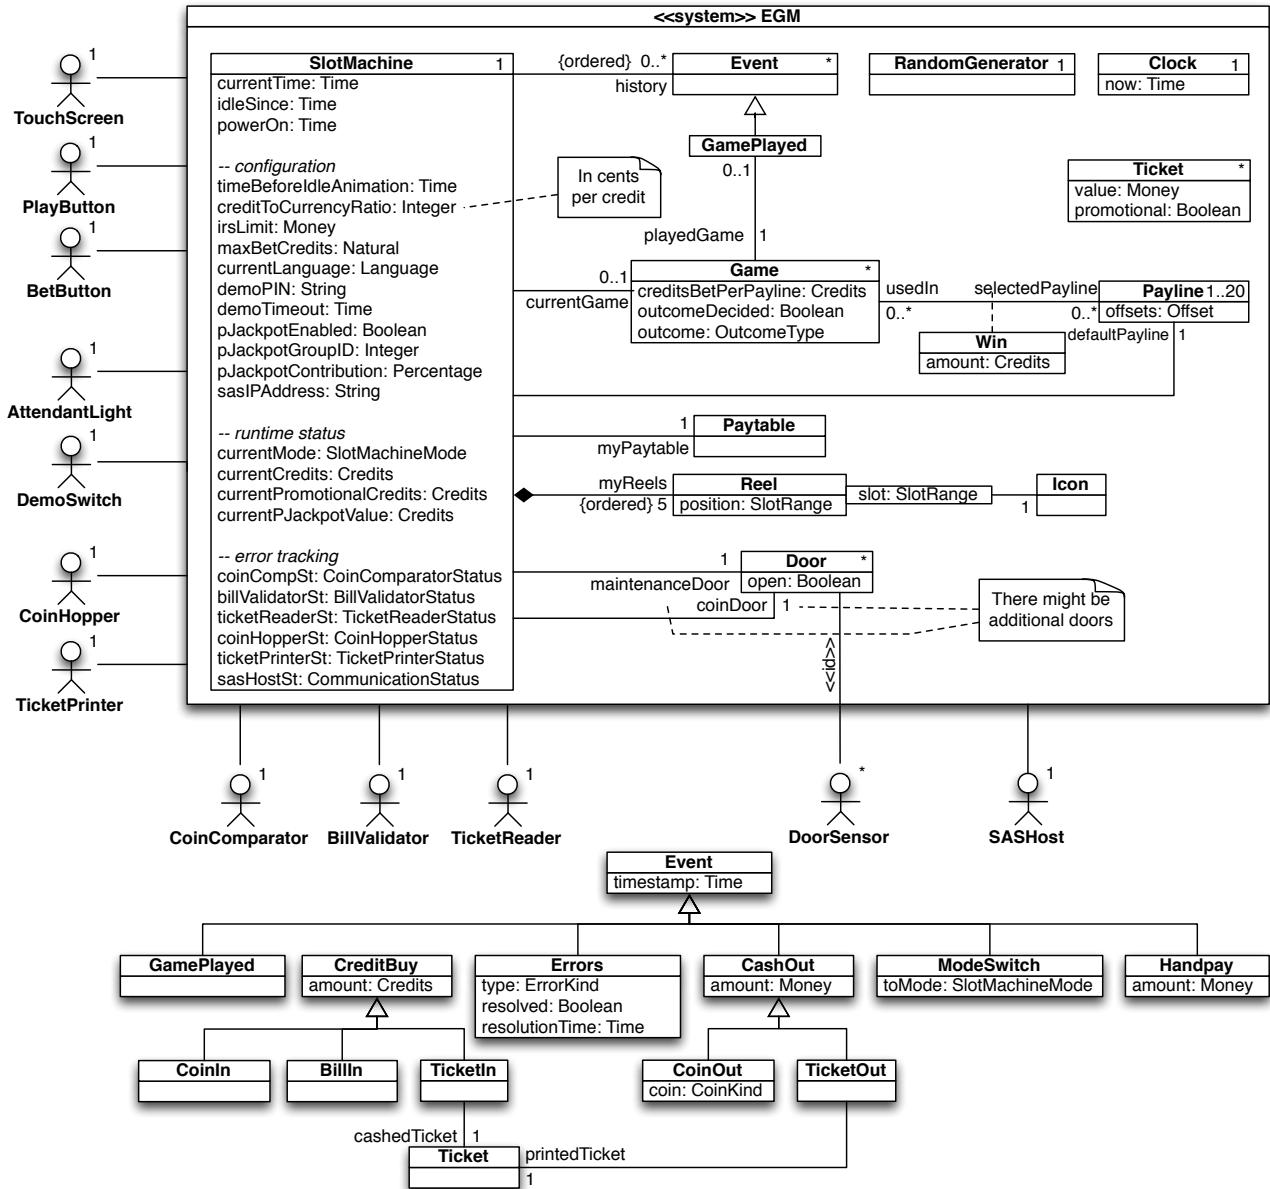 <<system>> EGM
SlotMachine 1
currentTime: Time
idleSince: Time
powerOn: Time
-- configuration
timeBeforeIdleAnimation: Time
creditToCurrencyRatio: Integer
irsLimit: Money
maxBetCredits: Natural
currentLanguage: Language
demoPIN: String
demoTimeout: Time
pJackpotEnabled: Boolean
pJackpotGroupID: Integer
pJackpotContribution: Percentage
sasIPAddress: String
-- runtime status
currentMode: SlotMachineMode
currentCredits: Credits
currentPromotionalCredits: Credits
currentPJackpotValue: Credits
-- error tracking
coinCompSt: CoinComparatorStatus
billValidatorSt: BillValidatorStatus
ticketReaderSt: TicketReaderStatus
coinHopperSt: CoinHopperStatus
ticketPrinterSt: TicketPrinterStatus
sasHostSt: CommunicationStatus
{ordered} 0..*
history
Event *
RandomGenerator 1
Clock 1
now: Time
GamePlayed
0..1
In cents
per credit
Ticket *
value: Money
promotional: Boolean
playedGame 1
0..1
currentGame
Game *
creditsBetPerPayline: Credits
outcomeDecided: Boolean
outcome: OutcomeType
usedIn
0..*
selectedPayline
0..*
Payline 1..20
offsets: Offset
defaultPayline 1
Win
amount: Credits
1
myPaytable
Paytable
myReels
{ordered} 5
Reel
position: SlotRange
slot: SlotRange
1
Icon
1
maintenanceDoor
Door *
open: Boolean
coinDoor 1
There might be
additional doors
<<id>>
1
TouchScreen
1
PlayButton
1
BetButton
1
AttendantLight
1
DemoSwitch
1
CoinHopper
1
TicketPrinter
1
CoinComparator
1
BillValidator
1
TicketReader
*
DoorSensor
1
SASHost
Event
timestamp: Time
GamePlayed
CreditBuy
amount: Credits
Errors
type: ErrorKind
resolved: Boolean
resolutionTime: Time
CashOut
amount: Money
ModeSwitch
toMode: SlotMachineMode
Handpay
amount: Money
CoinIn
BillIn
TicketIn
CoinOut
coin: CoinKind
TicketOut
cashedTicket 1
Ticket
printedTicket
1